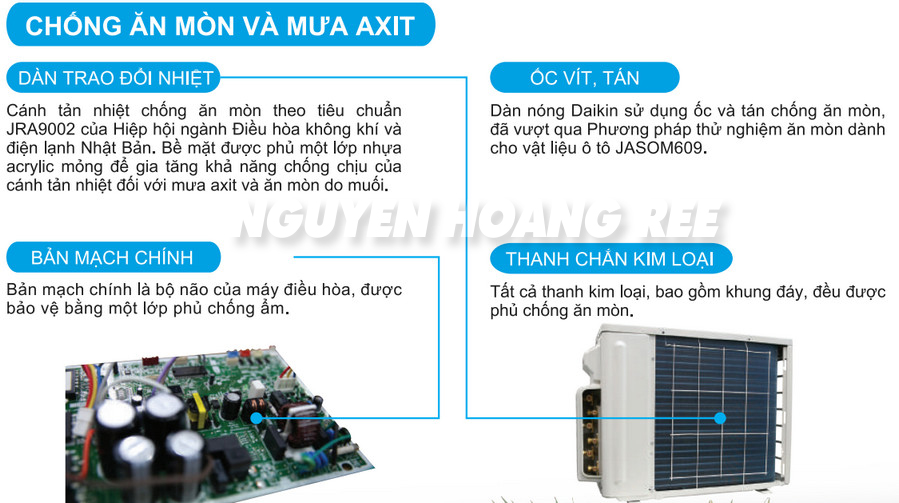 CHỐNG ĂN MÒN VÀ MƯA AXIT
DÀN TRAO ĐỔI NHIỆT
Cánh tản nhiệt chống ăn mòn theo tiêu chuẩn
JRA9002 của Hiệp hội ngành Điều hòa không khí và
điện lạnh Nhật Bản. Bề mặt được phủ một lớp nhựa
acrylic mỏng để gia tăng khả năng chống chịu của
cánh tản nhiệt đối với mưa axit và ăn mòn do muối.
ỐC VÍT, TÁN
Dàn nóng Daikin sử dụng ốc và tán chống ăn mòn,
đã vượt qua Phương pháp thử nghiệm ăn mòn dành
cho vật liệu ô tô JASOM609.
NGUYEN HOANG REE
BẢN MẠCH CHÍNH
Bản mạch chính là bộ não của máy điều hòa, được
bảo vệ bằng một lớp phủ chống ẩm.
THANH CHẮN KIM LOẠI
Tất cả thanh kim loại, bao gồm khung đáy, đều được
phủ chống ăn mòn.